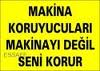 MAKİNA
KORUYUCULARI
MAKİNAYI DEĞİL
SENİ KORUR